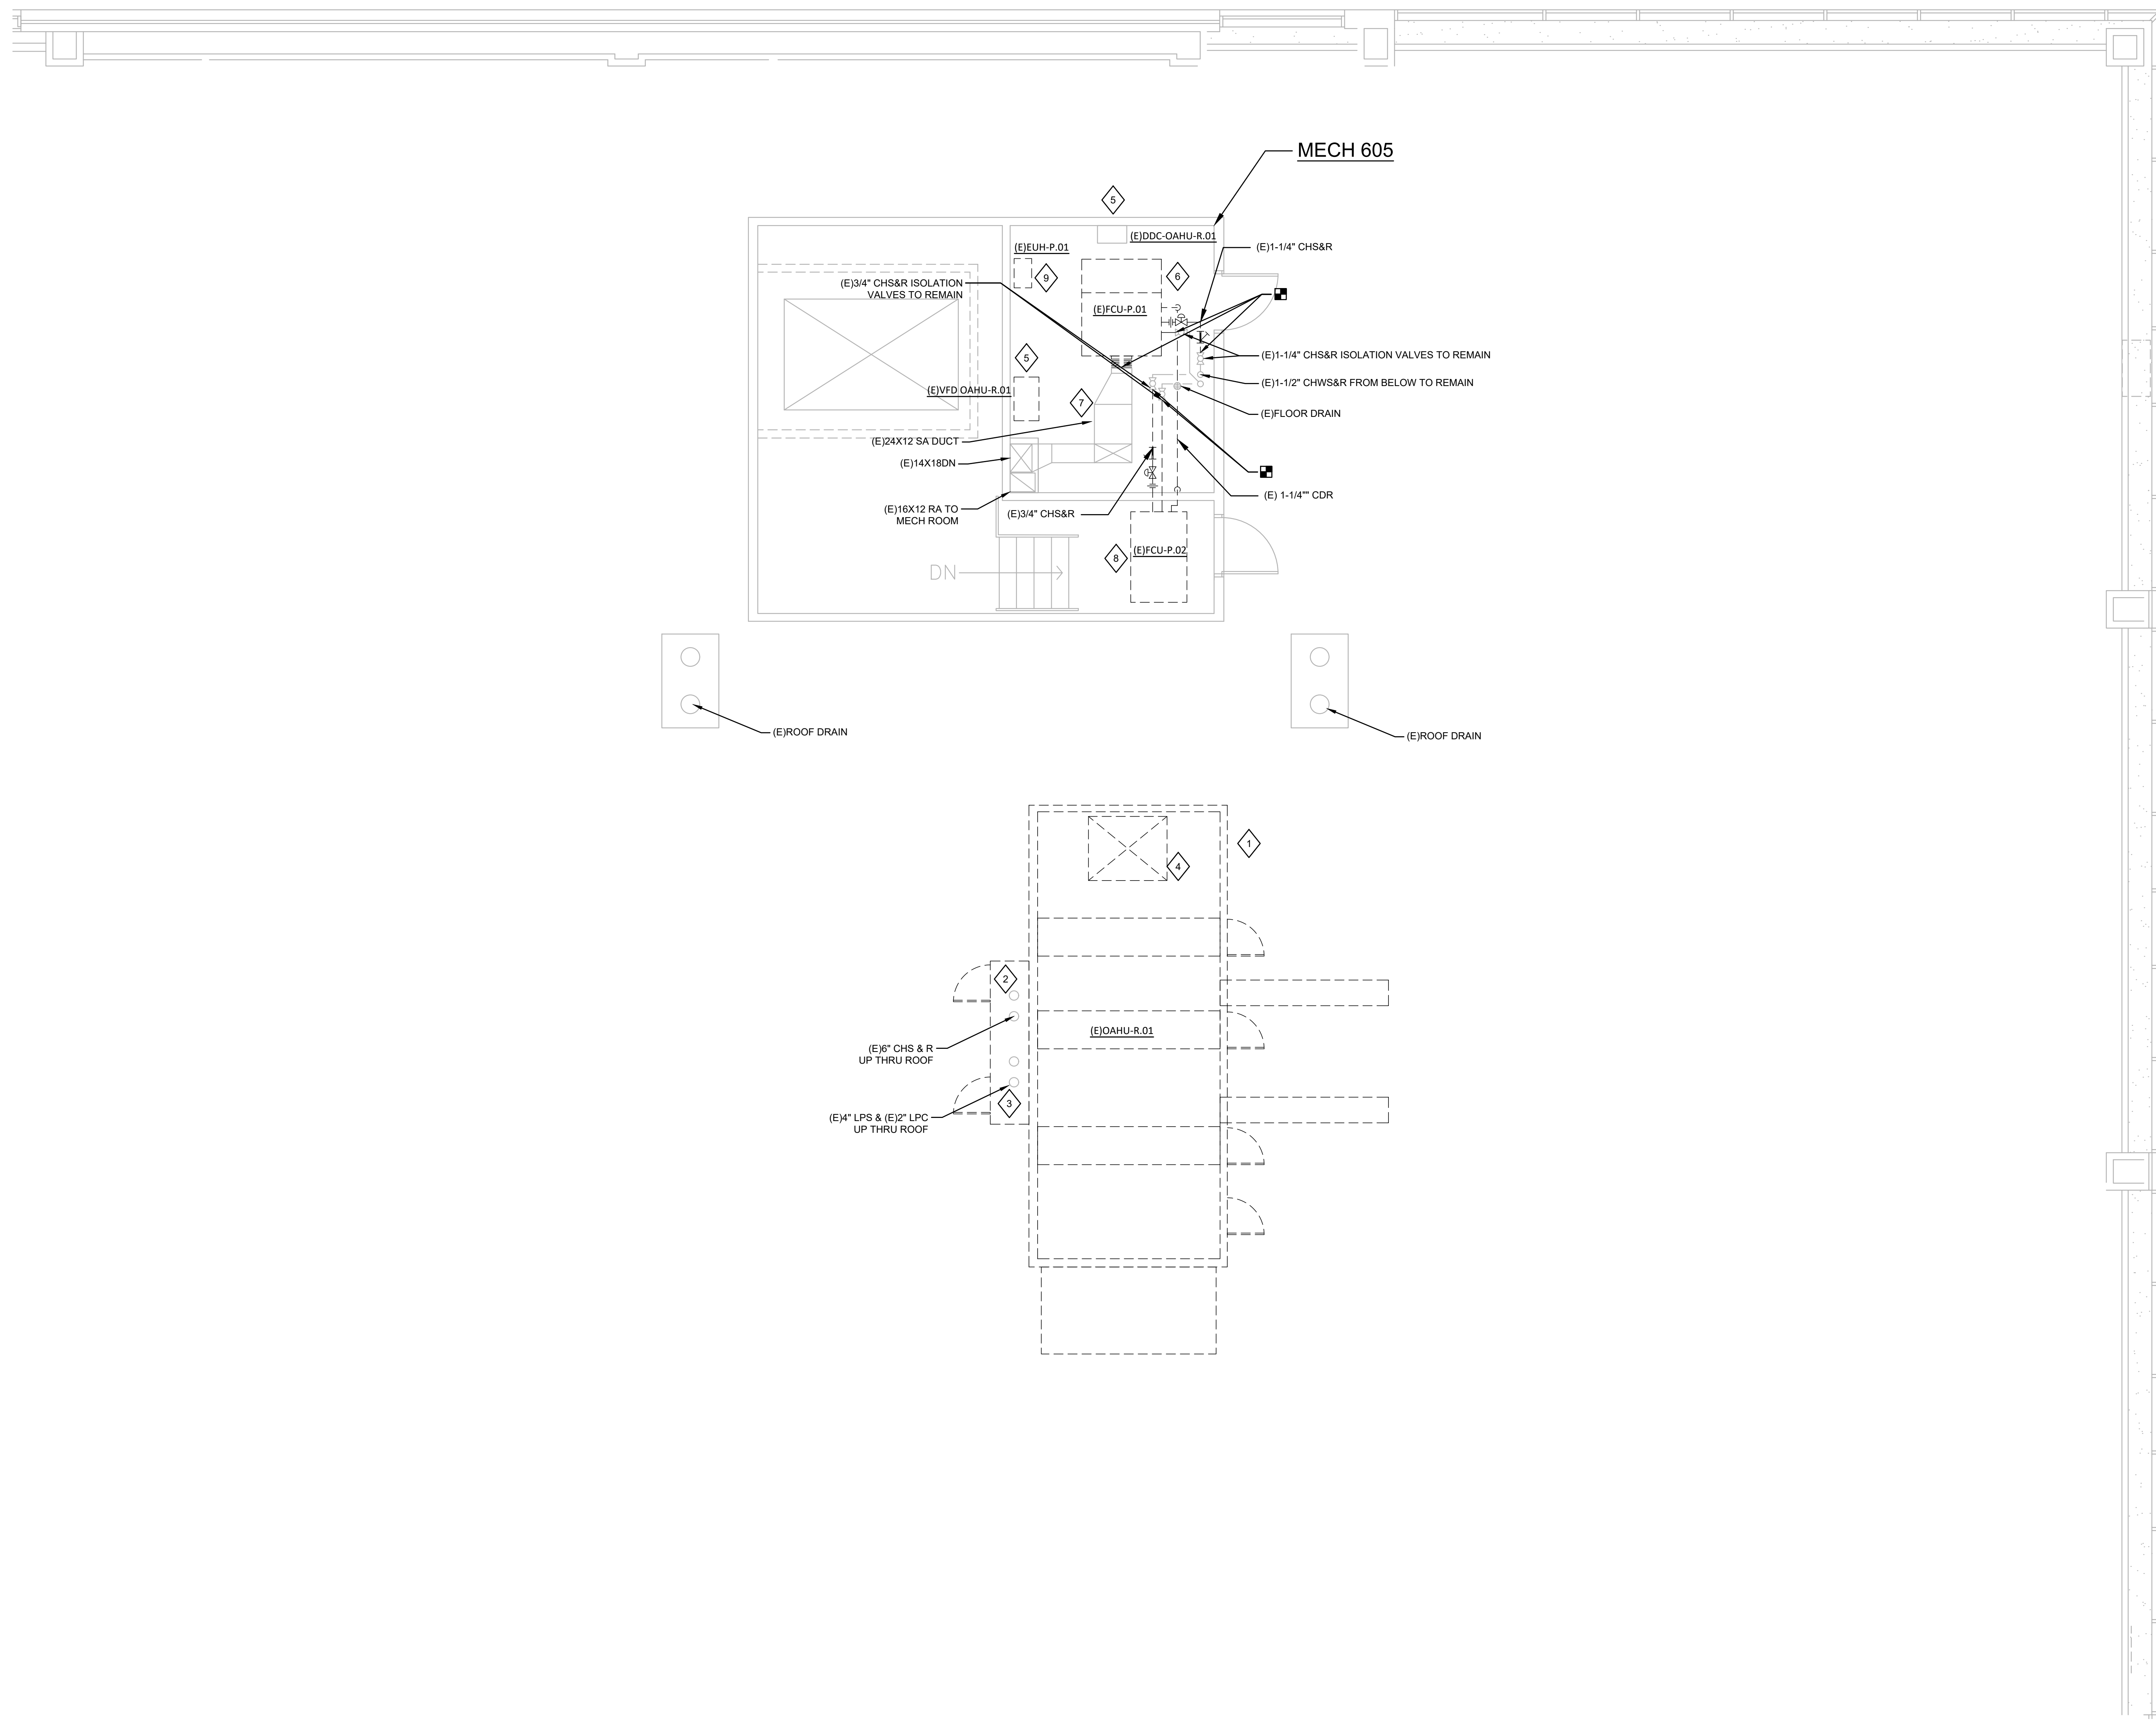 MECH 605
5
(E)DDC-OAHU-R.01
(E)EUH-P.01
(E)1-1/4" CHS&R
9
6
(E)3/4" CHS&R ISOLATION
VALVES TO REMAIN
(E)FCU-P.01
5
(E)1-1/4" CHS&R ISOLATION VALVES TO REMAIN
(E)1-1/2" CHWS&R FROM BELOW TO REMAIN
(E)VFD OAHU-R.01
7
(E)FLOOR DRAIN
(E)24X12 SA DUCT
(E)14X18DN
(E) 1-1/4"" CDR
(E)16X12 RA TO
MECH ROOM
(E)3/4" CHS&R
8
(E)FCU-P.02
DN
(E)ROOF DRAIN
(E)ROOF DRAIN
1
4
2
(E)OAHU-R.01
(E)6" CHS & R
UP THRU ROOF
3
(E)4" LPS & (E)2" LPC
UP THRU ROOF